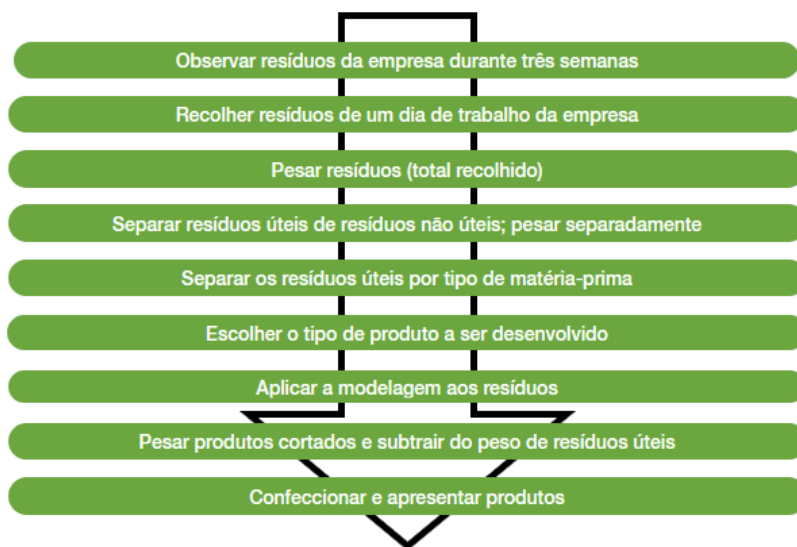 Observar resíduos da empresa durante três semanas
Recolher resíduos de um dia de trabalho da empresa
Pesar resíduos (total recolhido)
Separar resíduos úteis de resíduos não úteis; pesar separadamente
Separar os resíduos úteis por tipo de matéria-prima
Escolher o tipo de produto a ser desenvolvido
Aplicar a modelagem aos resíduos
Pesar produtos cortados e subtrair do peso de resíduos úteis
Confeccionar e apresentar produtos